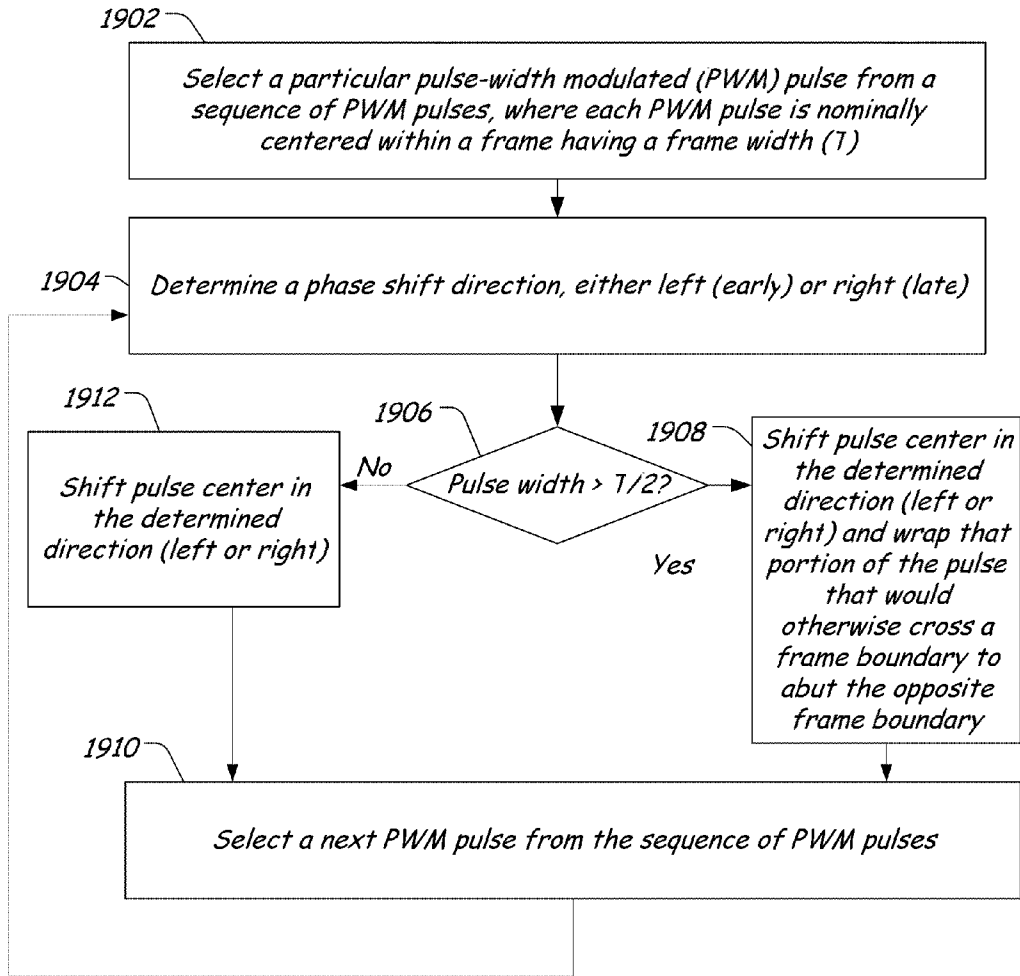 1902
Select a particular pulse-width modulated (PWM) pulse from a
sequence of PWM pulses, where each PWM pulse is nominally
centered within a frame having a frame width (T)
1904
Determine a phase shift direction, either left (early) or right (late)
1912
Shift pulse center in
the determined
direction (left or right)
No
1906
Pulse width > T/2?
Yes
1908
Shift pulse center in
the determined
direction (left or
right) and wrap that
portion of the pulse
that would
otherwise cross a
frame boundary to
abut the opposite
frame boundary
1910
Select a next PWM pulse from the sequence of PWM pulses